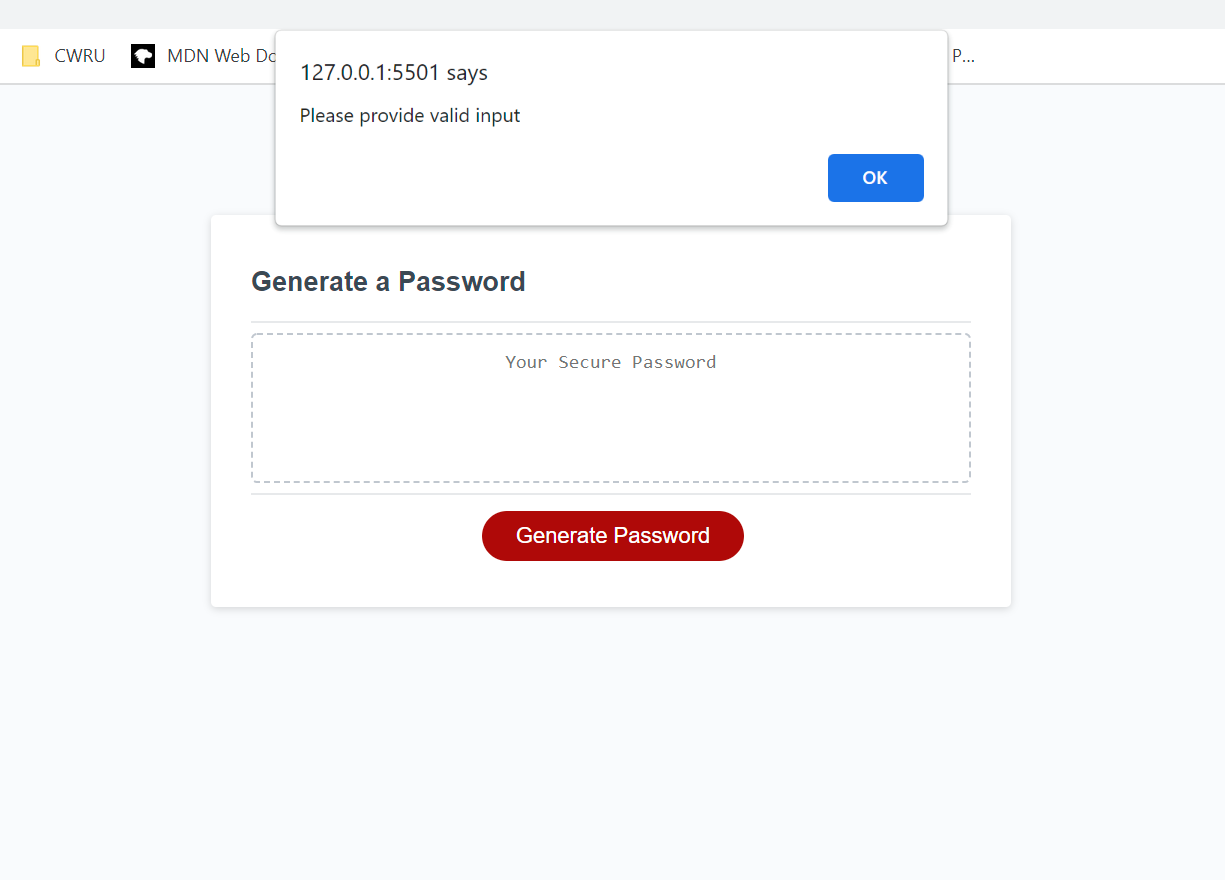 CWRU MDN Web Do P...
127.0.0.1:5501 says
Please provide valid input
OK
Generate a Password
Your Secure Password
Generate Password